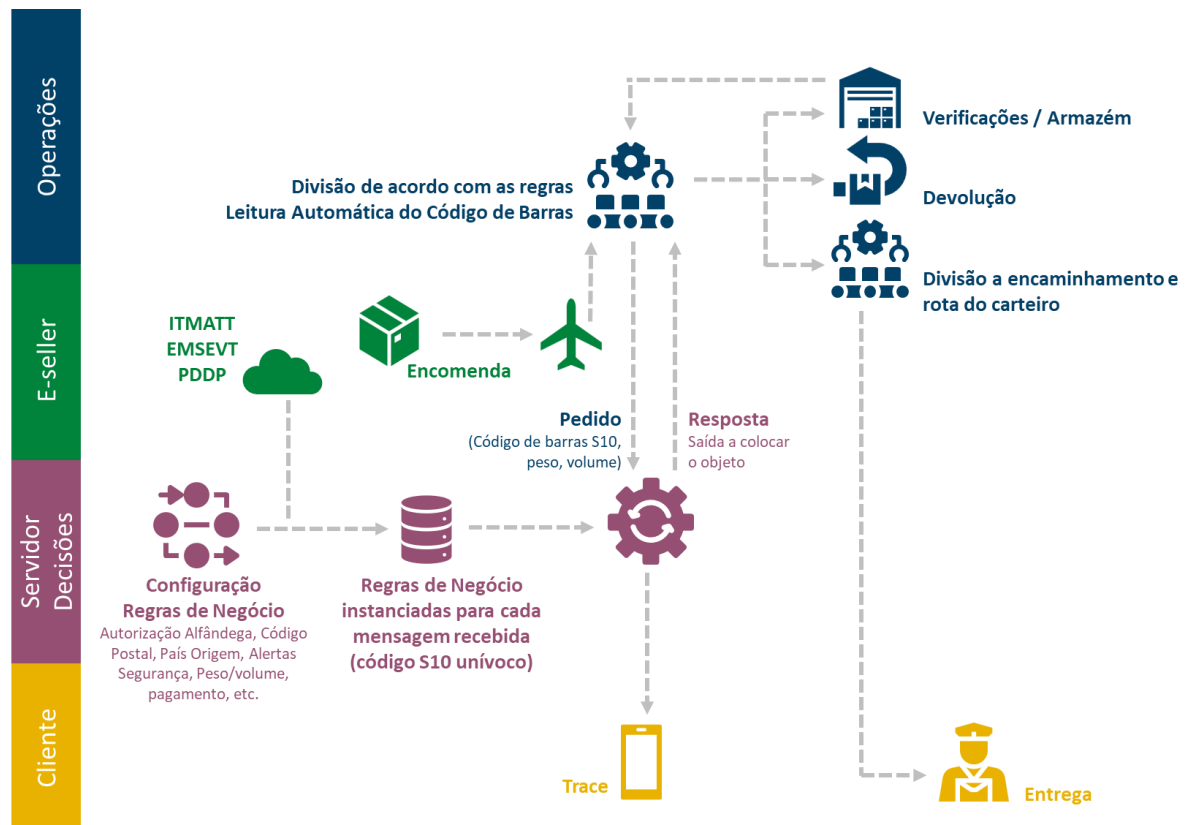 Operações
Verificações / Armazém
Divisão de acordo com as regras
Leitura Automática do Código de Barras
Devolução
Divisão a encaminhamento e
rota do carteiro
E-seller
ITMATT
EMSEVT
PDDP
Encomenda
Pedido
(Código de barras S10,
peso, volume)
Resposta
Saída a colocar
o objeto
Servidor
Decisões
Configuração
Regras de Negócio
Autorização Alfândega, Código
Postal, País Origem, Alertas
Segurança, Peso/volume,
pagamento, etc.
Regras de Negócio
instanciadas para cada
mensagem recebida
(código S10 unívoco)
Cliente
Trace
Entrega